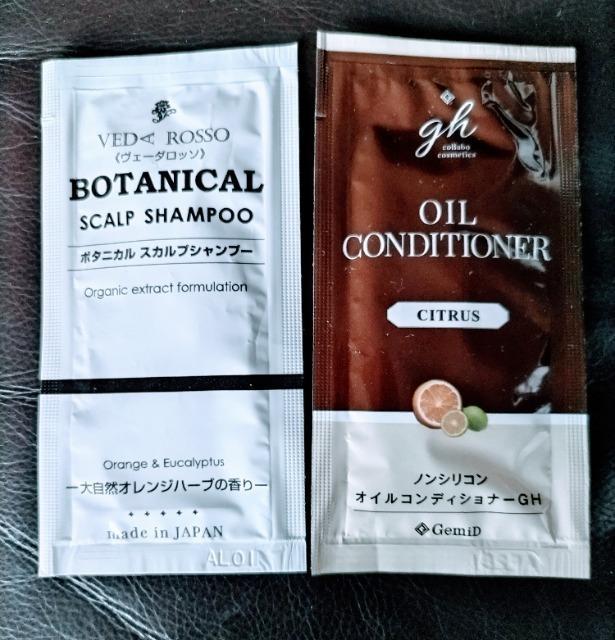 VEDA ROSSO
《ヴェーダロッソ》
BOTANICAL
SCALP SHAMPOO
ボタニカル スカルプシャンプー
Organic extract formulation
Orange & Eucalyptus
ー大自然オレンジハーブの香りー
made in JAPAN
gh
collabo
cosmetics
OIL
CONDITIONER
CITRUS
ノンシリコン
オイルコンディショナーGH
GemiD